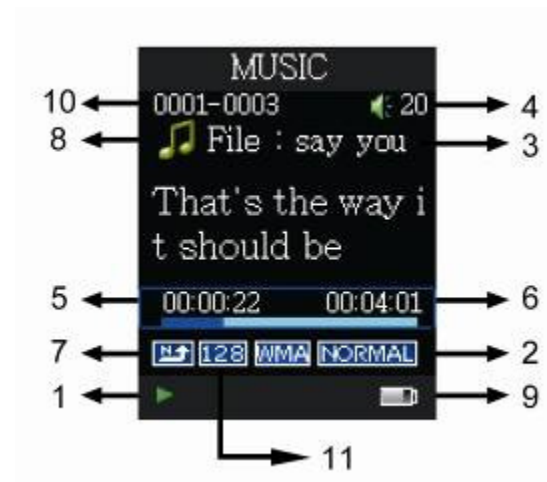 MUSIC
10 0001-0003 20 4
8 File : say you 3
That's the way i
t should be
5 00:00:22 00:04:01 6
7 N 128 WMA NORMAL 2
1 9
11